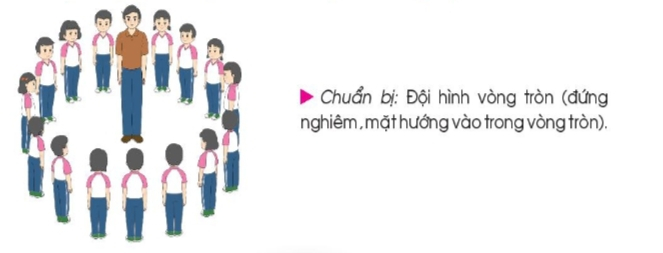 ▶ Chuẩn bị: Đội hình vòng tròn (đứng
nghiêm, mặt hướng vào trong vòng tròn).